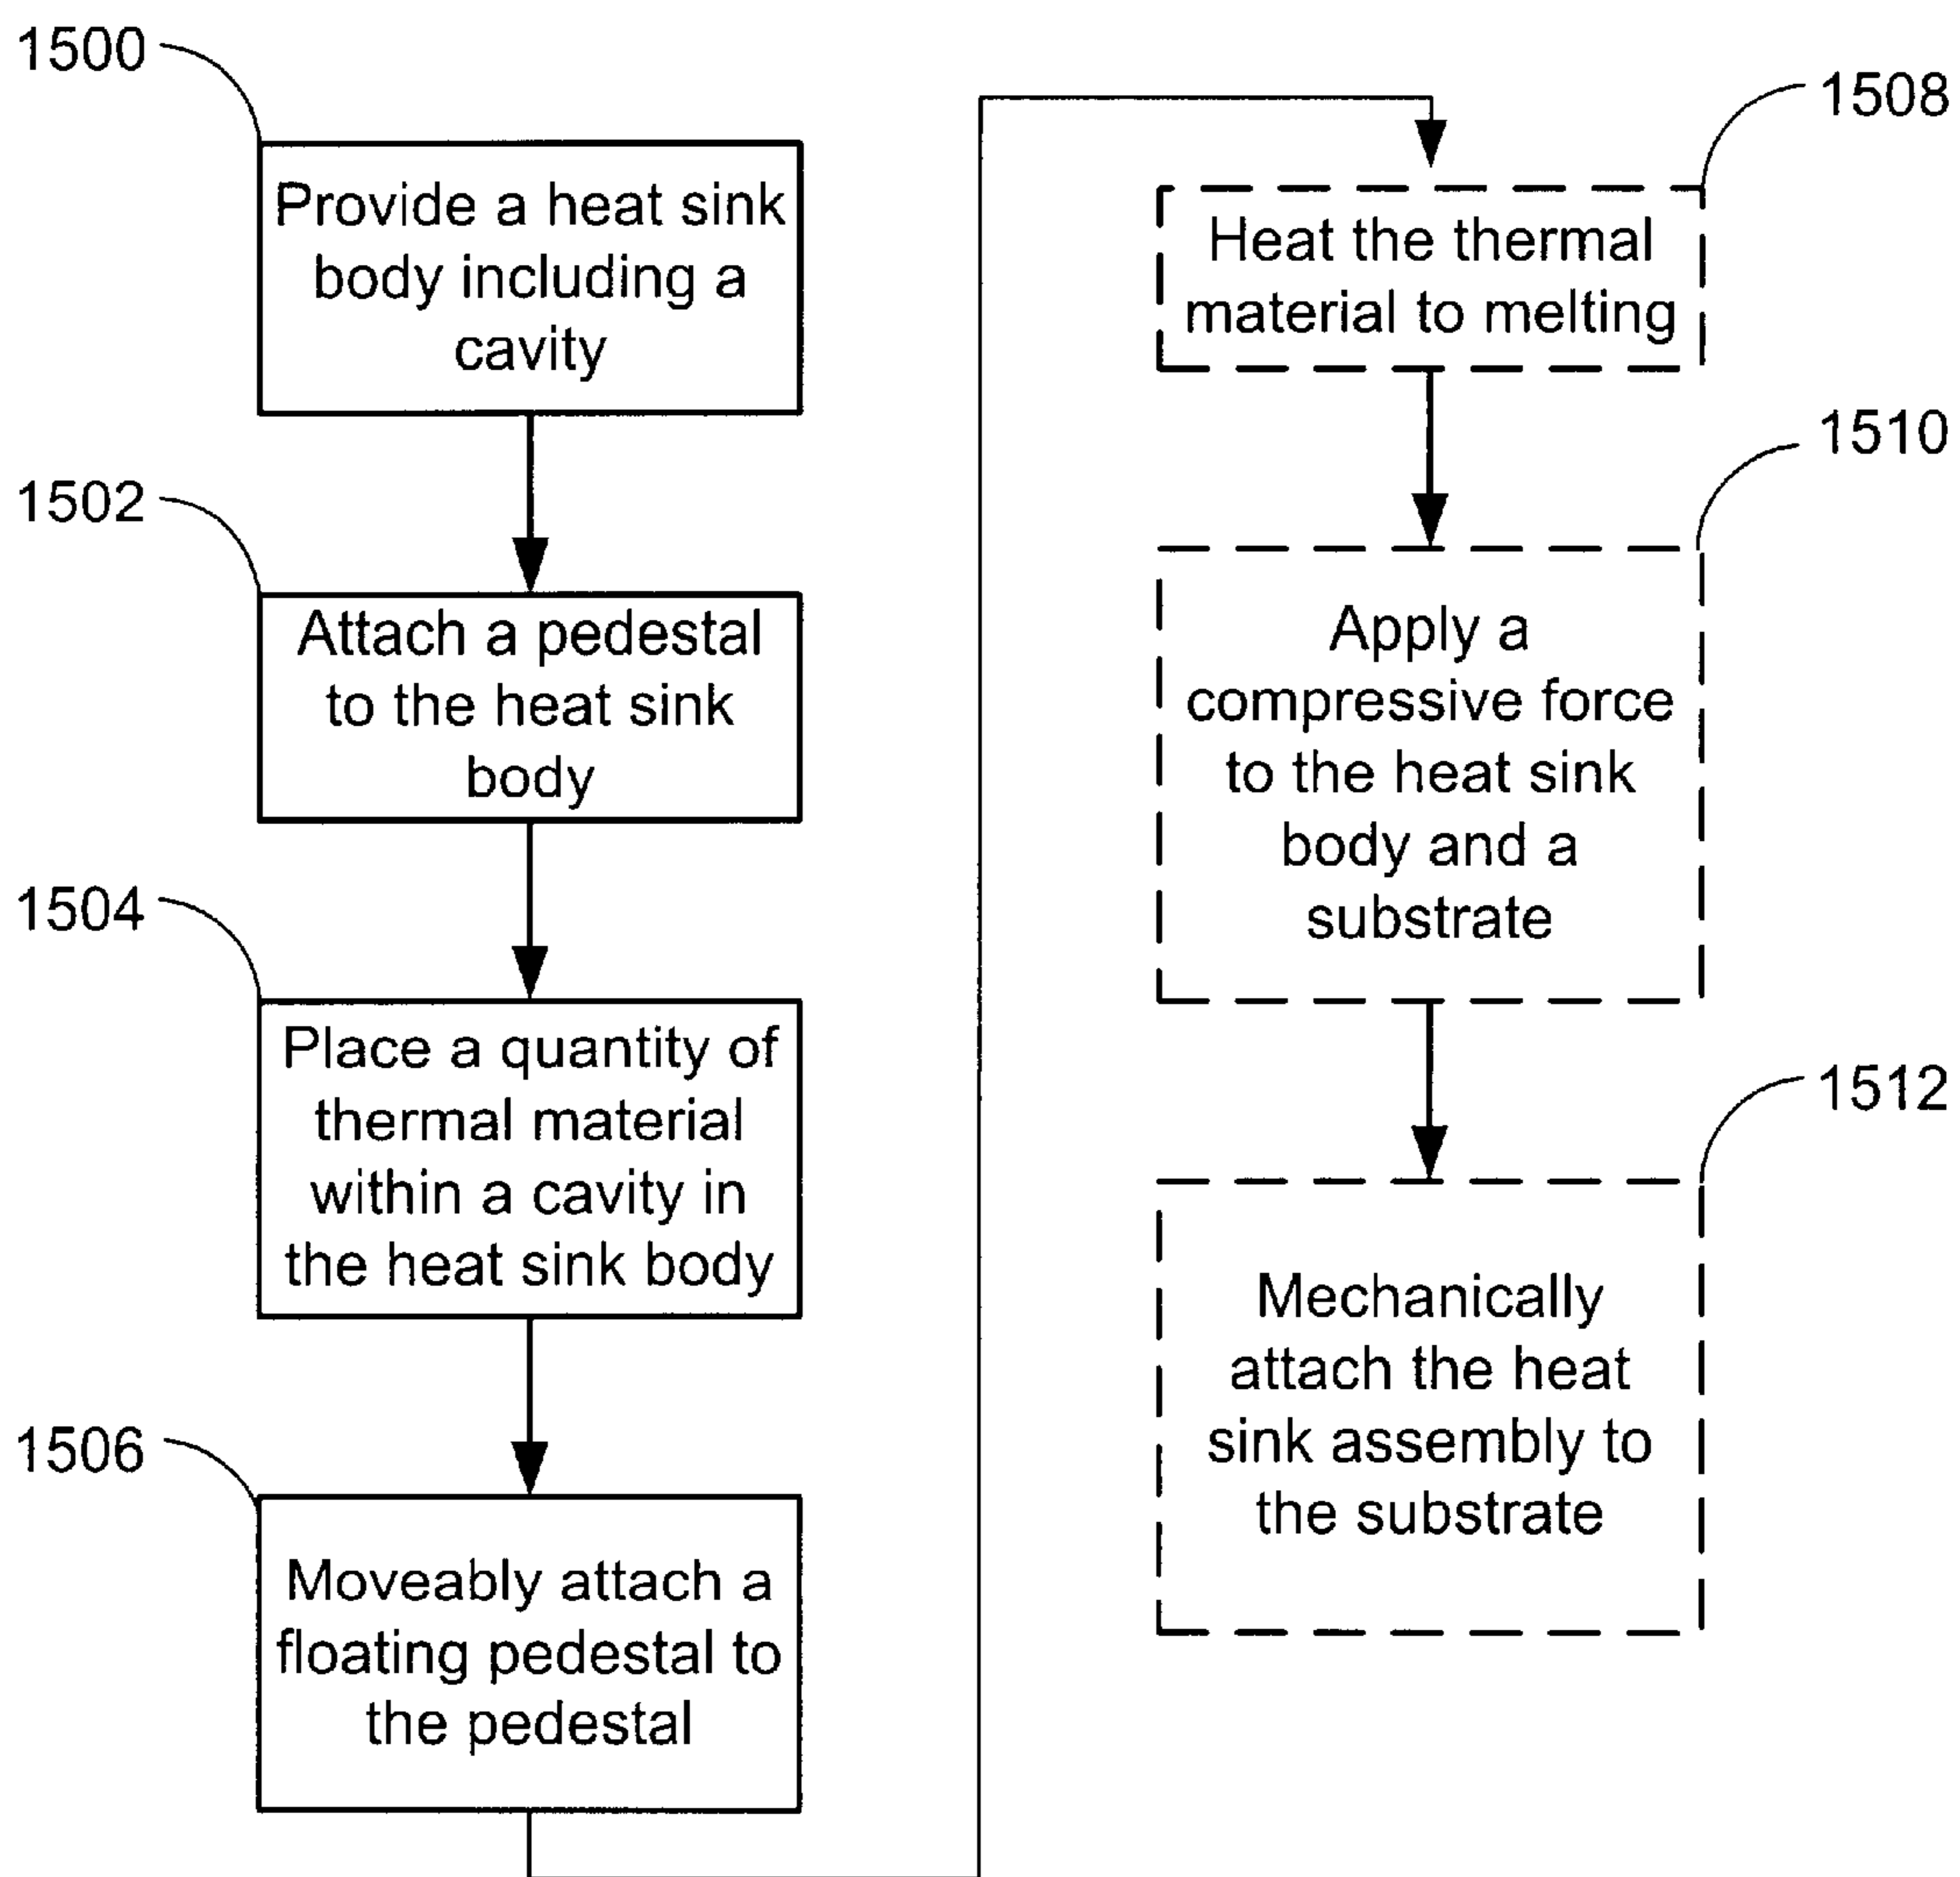 1500
Provide a heat sink
body including a
cavity
1502
Attach a pedestal
to the heat sink
body
1504
Place a quantity of
thermal material
within a cavity in
the heat sink body
1506
Moveably attach a
floating pedestal to
the pedestal
1508
Heat the thermal
material to melting
1510
Apply a
compressive force
to the heat sink
body and a
substrate
1512
Mechanically
attach the heat
sink assembly to
the substrate